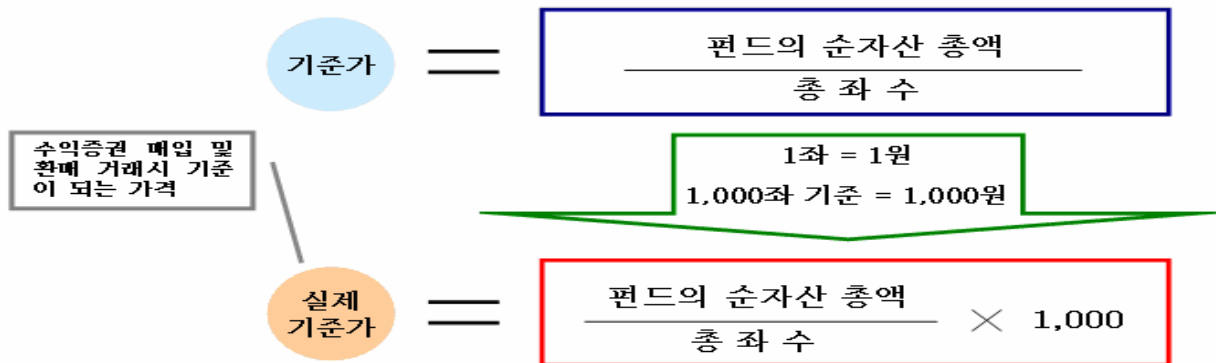 기준가
=
펀드의 순자산 총액
총 좌 수
수익증권 매입 및
환매 거래시 기준
이 되는 가격
1좌 = 1원
1,000좌 기준 = 1,000원
실제
기준가
=
펀드의 순자산 총액
총 좌 수
× 1,000